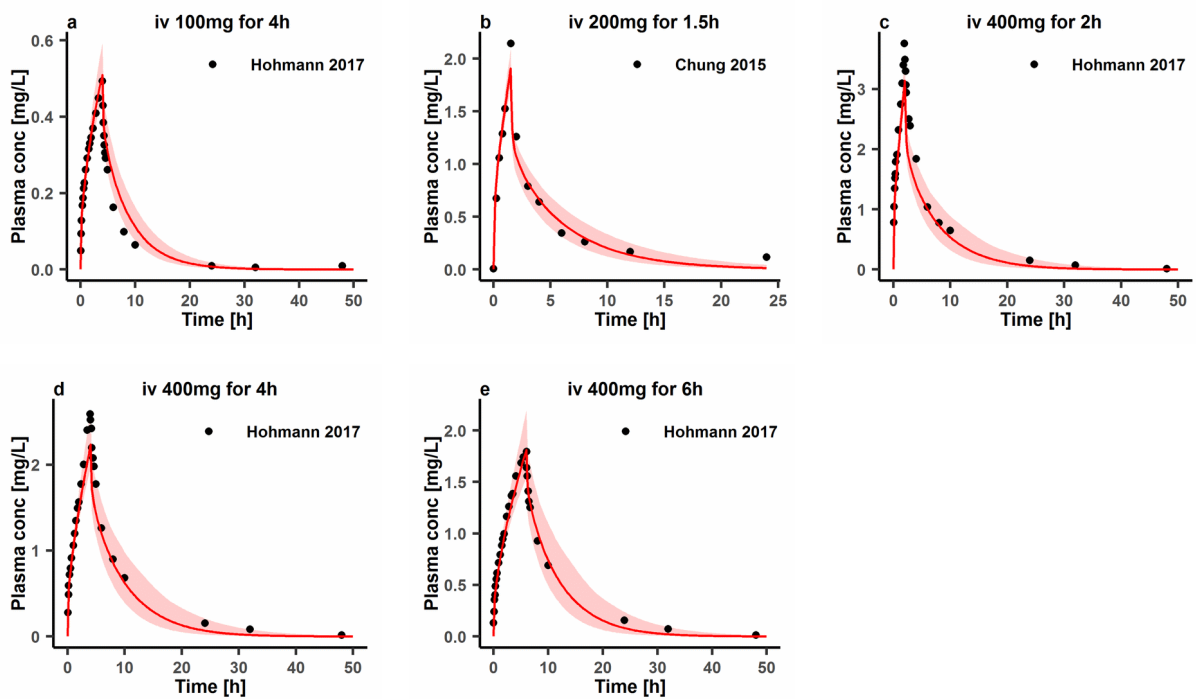 a iv 100mg for 4h
Hohmann 2017
Plasma conc [mg/L]
0.6
0.4
0.2
0.0
0 10 20 30 40 50
Time [h]
b iv 200mg for 1.5h
Chung 2015
Plasma conc [mg/L]
2.0
1.5
1.0
0.5
0.0
0 5 10 15 20 25
Time [h]
c iv 400mg for 2h
Hohmann 2017
Plasma conc [mg/L]
3
2
1
0
0 10 20 30 40 50
Time [h]
d iv 400mg for 4h
Hohmann 2017
Plasma conc [mg/L]
2
1
0
0 10 20 30 40 50
Time [h]
e iv 400mg for 6h
Hohmann 2017
Plasma conc [mg/L]
2.0
1.5
1.0
0.5
0.0
0 10 20 30 40 50
Time [h]